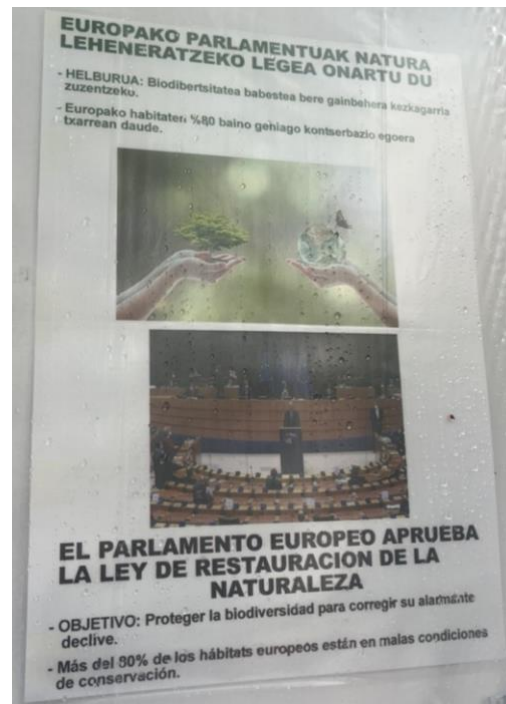 EUROPAKO PARLAMENTUAK NATURA
LEHENERATZEKO LEGEA ONARTU DU
- HELBURUA: Biodibertsitatea babestea bere gainbehera kezkagarria
zuzentzeko.
- Europako habitaten %80 baino gehiago kontserbazio egoera
txarrean daude.
EL PARLAMENTO EUROPEO APRUEBA
LA LEY DE RESTAURACION DE LA
NATURALEZA
- OBJETIVO: Proteger la biodiversidad para corregir su alarmante
declive.
- Más del 80% de los hábitats europeos están en malas condiciones
de conservación.